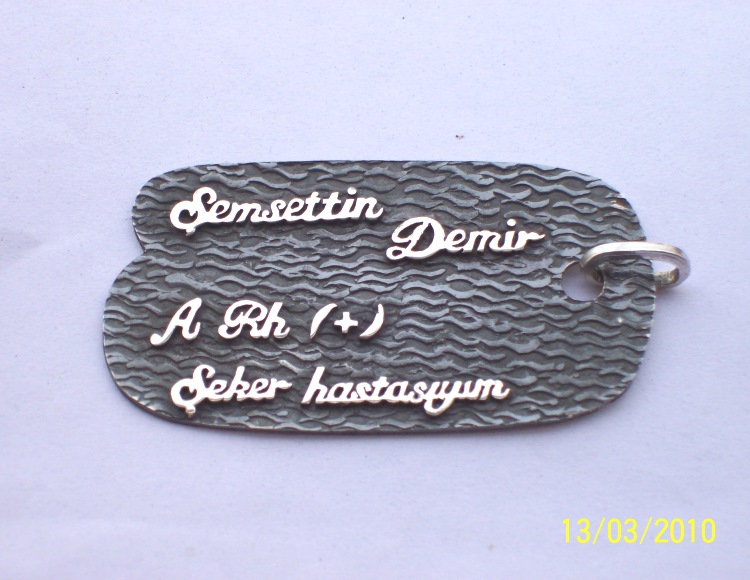 Şemsettin
Demir
A Rh (+)
Şeker hastasıyım
13/03/2010